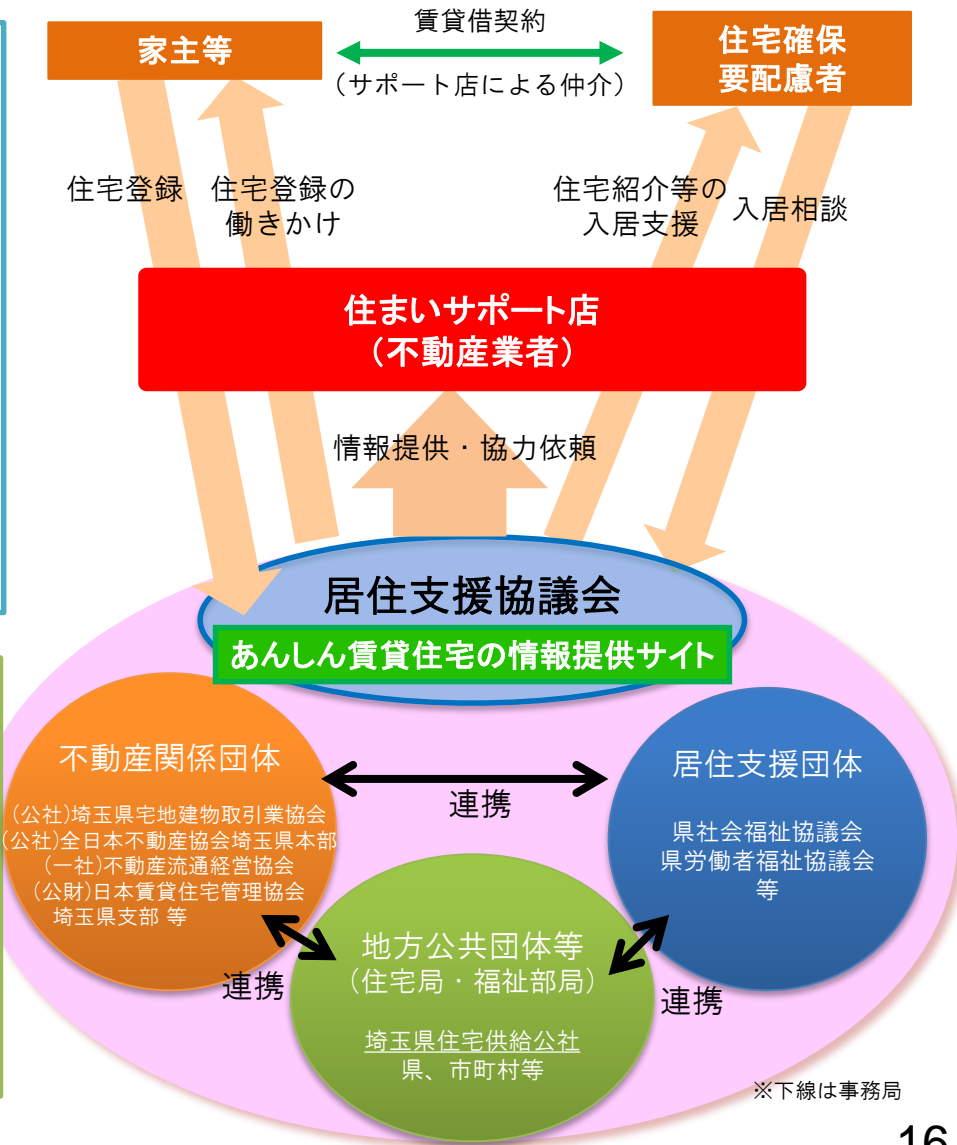 賃貸借契約
家主等
住宅確保
要配慮者
(サポート店による仲介)
住宅登録
住宅登録の
働きかけ
住宅紹介等の
入居支援
入居相談
住まいサポート店
(不動産業者)
情報提供・協力依頼
居住支援協議会
あんしん賃貸住宅の情報提供サイト
不動産関係団体
(公社)埼玉県宅地建物取引業協会
(公社)全日本不動産協会埼玉県本部
(一社)不動産流通経営協会
(公財)日本賃貸住宅管理協会
埼玉県支部 等
連携
居住支援団体
県社会福祉協議会
県労働者福祉協議会
等
連携
地方公共団体等
(住宅局・福祉部局)
埼玉県住宅供給公社
県、市町村等
連携
※下線は事務局
16